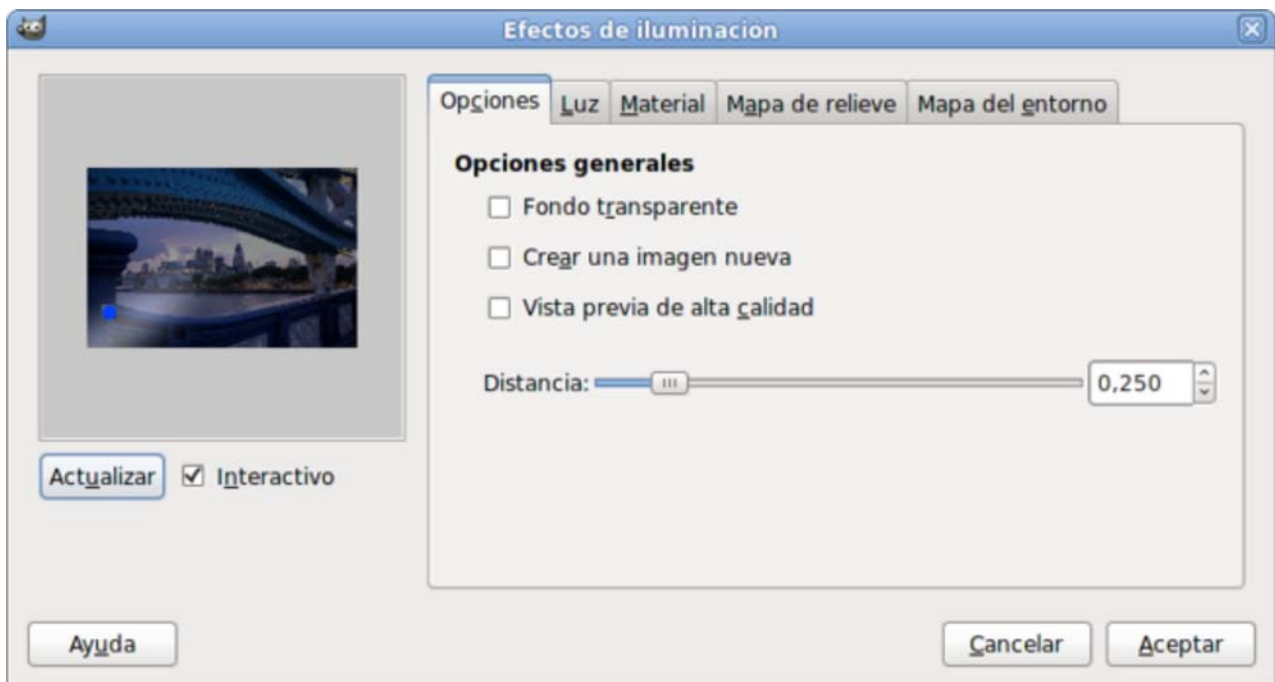 Efectos de iluminación
Opciones Luz Material Mapa de relieve Mapa del entorno
Opciones generales
Fondo transparente
Crear una imagen nueva
Vista previa de alta calidad
Distancia: 0,250
Actualizar Interactivo
Ayuda Cancelar Aceptar